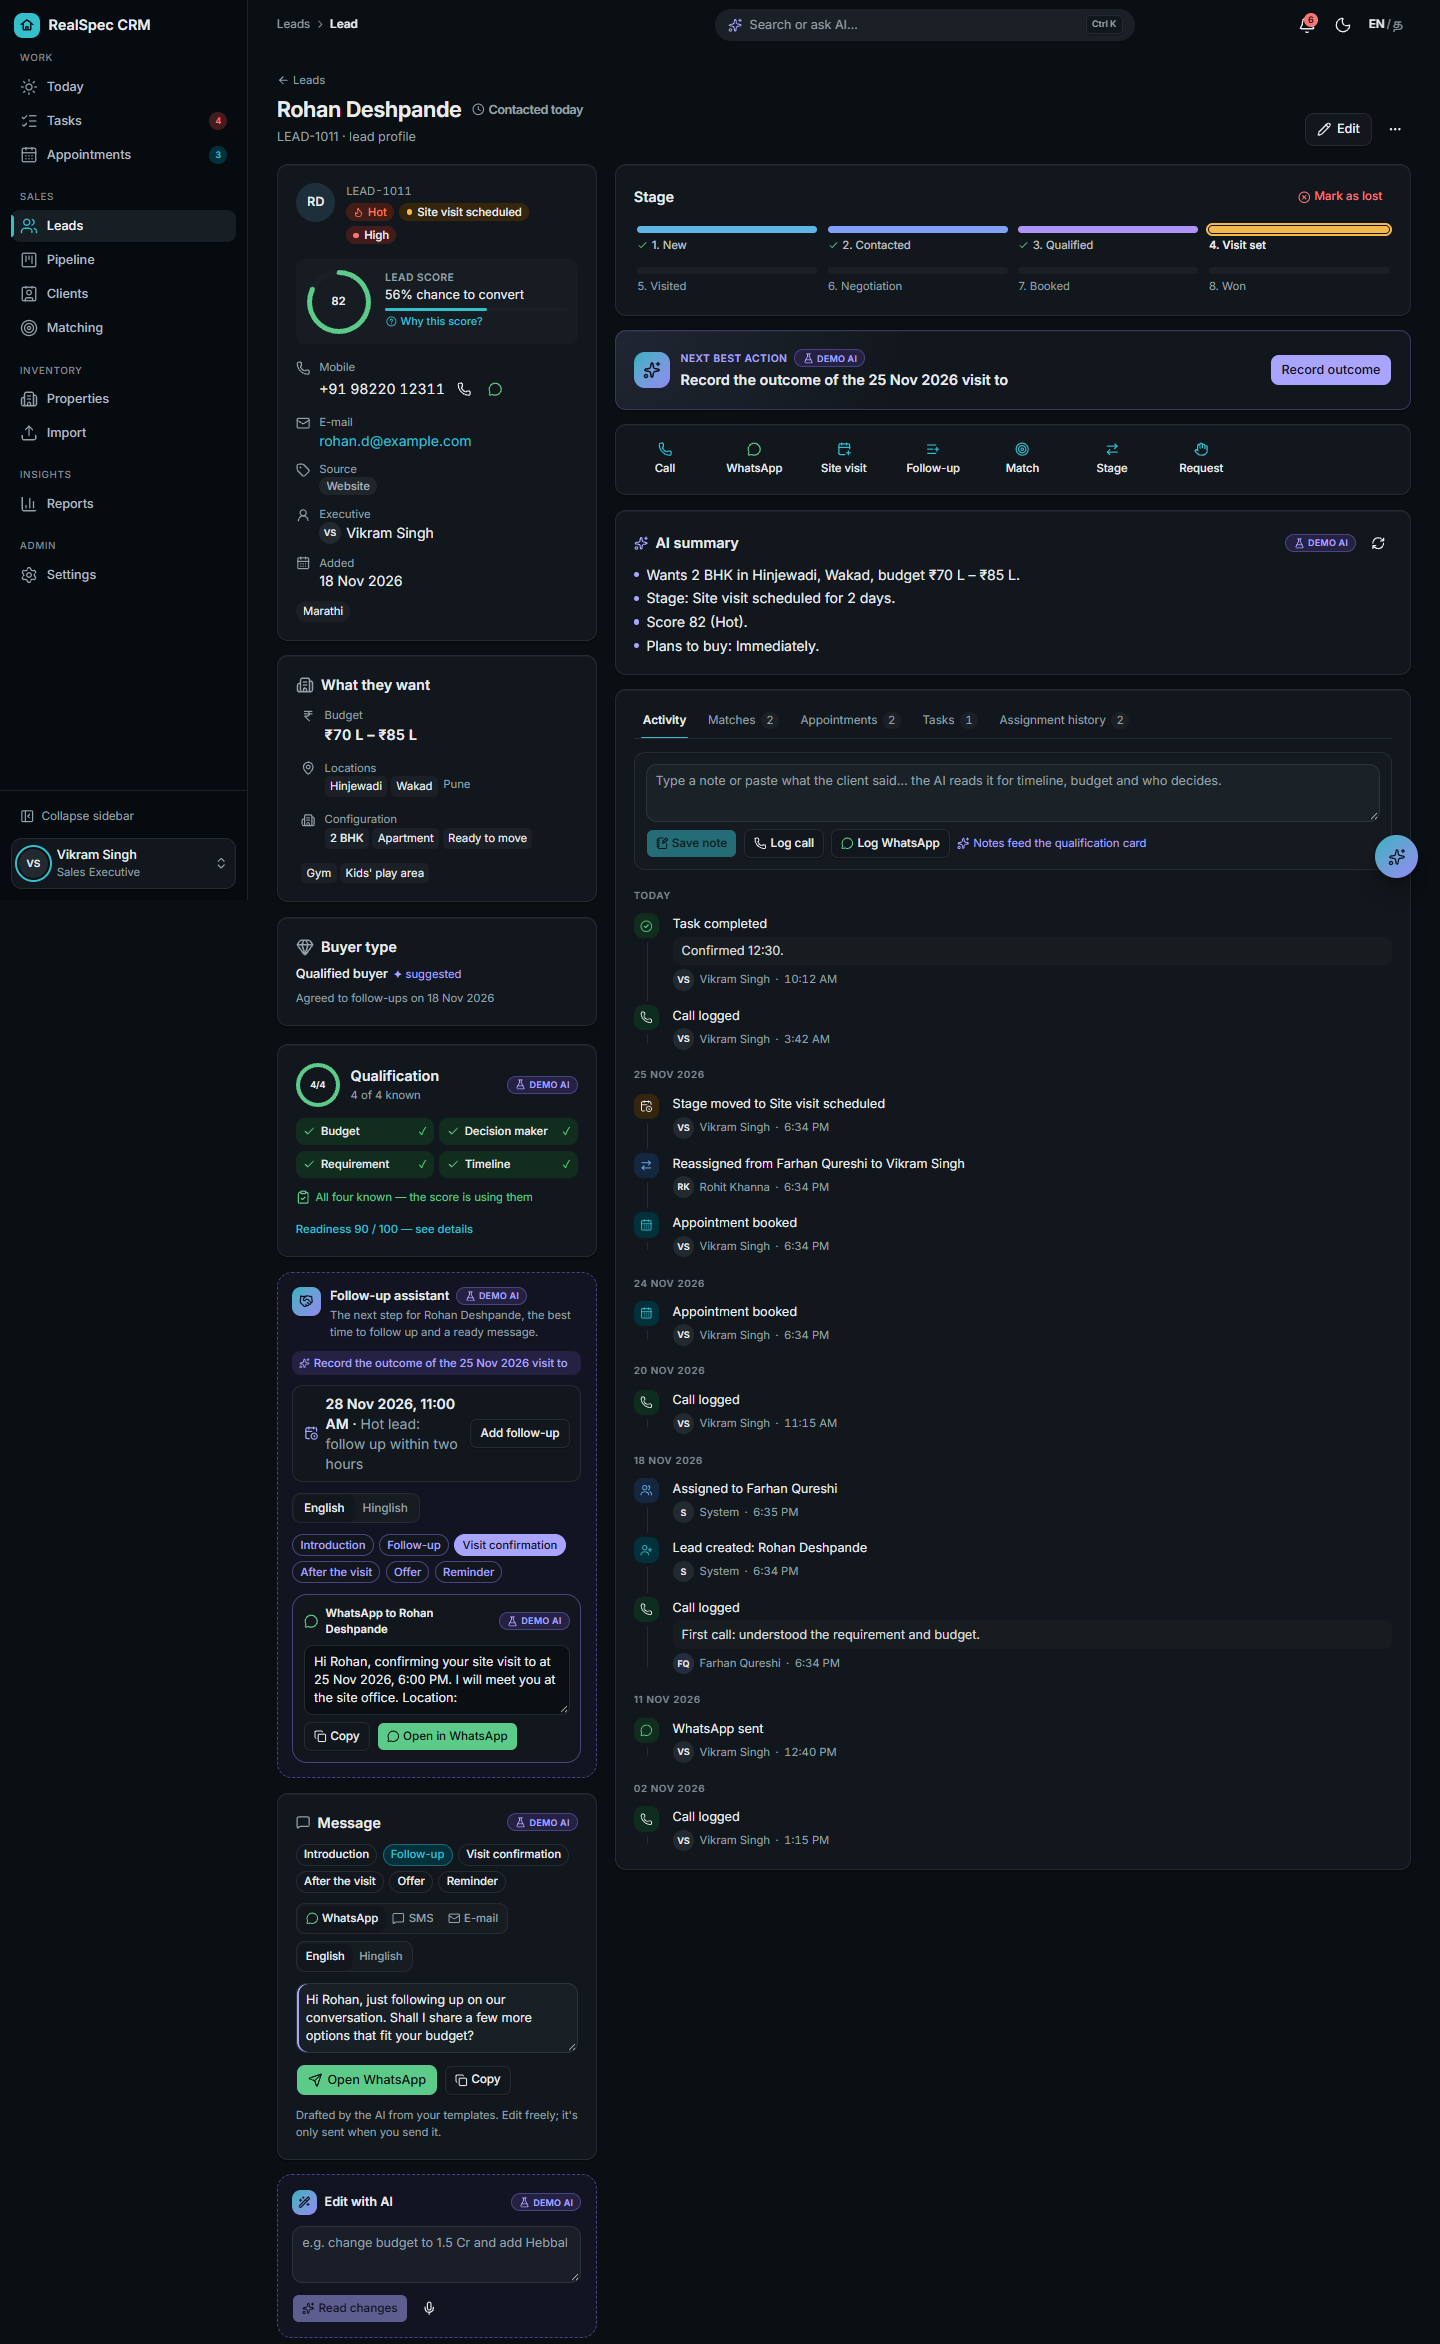 RealSpec CRM
WORK
Today
Tasks 4
Appointments 3
SALES
Leads
Pipeline
Clients
Matching
INVENTORY
Properties
Import
INSIGHTS
Reports
ADMIN
Settings
Collapse sidebar
VS Vikram Singh
Sales Executive
Leads > Lead
Search or ask AI... Ctrl K
6
EN / த
← Leads
Rohan Deshpande Contacted today
LEAD-1011 · lead profile
Edit
RD
LEAD-1011
Hot Site visit scheduled
High
82
LEAD SCORE
56% chance to convert
Why this score?
Mobile
+91 98220 12311
E-mail
rohan.d@example.com
Source
Website
Executive
VS Vikram Singh
Added
18 Nov 2026
Marathi
What they want
Budget
₹70 L – ₹85 L
Locations
Hinjewadi Wakad Pune
Configuration
2 BHK Apartment Ready to move
Gym Kids' play area
Buyer type
Qualified buyer suggested
Agreed to follow-ups on 18 Nov 2026
4/4
Qualification
4 of 4 known
DEMO AI
Budget ✓ Decision maker ✓
Requirement ✓ Timeline ✓
All four known — the score is using them
Readiness 90 / 100 — see details
Follow-up assistant DEMO AI
The next step for Rohan Deshpande, the best
time to follow up and a ready message.
Record the outcome of the 25 Nov 2026 visit to
28 Nov 2026, 11:00
AM · Hot lead:
follow up within two
hours
Add follow-up
English Hinglish
Introduction Follow-up Visit confirmation
After the visit Offer Reminder
WhatsApp to Rohan
Deshpande
DEMO AI
Hi Rohan, confirming your site visit to at
25 Nov 2026, 6:00 PM. I will meet you at
the site office. Location:
Copy Open in WhatsApp
Message DEMO AI
Introduction Follow-up Visit confirmation
After the visit Offer Reminder
WhatsApp SMS E-mail
English Hinglish
Hi Rohan, just following up on our
conversation. Shall I share a few more
options that fit your budget?
Open WhatsApp Copy
Drafted by the AI from your templates. Edit freely; it's
only sent when you send it.
Edit with AI DEMO AI
e.g. change budget to 1.5 Cr and add Hebbal
Read changes
Stage Mark as lost
✓ 1. New ✓ 2. Contacted ✓ 3. Qualified 4. Visit set
5. Visited 6. Negotiation 7. Booked 8. Won
NEXT BEST ACTION DEMO AI
Record the outcome of the 25 Nov 2026 visit to
Record outcome
Call WhatsApp Site visit Follow-up Match Stage Request
AI summary DEMO AI
• Wants 2 BHK in Hinjewadi, Wakad, budget ₹70 L – ₹85 L.
• Stage: Site visit scheduled for 2 days.
• Score 82 (Hot).
• Plans to buy: Immediately.
Activity Matches 2 Appointments 2 Tasks 1 Assignment history 2
Type a note or paste what the client said... the AI reads it for timeline, budget and who decides.
Save note Log call Log WhatsApp Notes feed the qualification card
TODAY
Task completed
Confirmed 12:30.
VS Vikram Singh · 10:12 AM
Call logged
VS Vikram Singh · 3:42 AM
25 NOV 2026
Stage moved to Site visit scheduled
VS Vikram Singh · 6:34 PM
Reassigned from Farhan Qureshi to Vikram Singh
RK Rohit Khanna · 6:34 PM
Appointment booked
VS Vikram Singh · 6:34 PM
24 NOV 2026
Appointment booked
VS Vikram Singh · 6:34 PM
20 NOV 2026
Call logged
VS Vikram Singh · 11:15 AM
18 NOV 2026
Assigned to Farhan Qureshi
S System · 6:35 PM
Lead created: Rohan Deshpande
S System · 6:34 PM
Call logged
First call: understood the requirement and budget.
FQ Farhan Qureshi · 6:34 PM
11 NOV 2026
WhatsApp sent
VS Vikram Singh · 12:40 PM
02 NOV 2026
Call logged
VS Vikram Singh · 1:15 PM